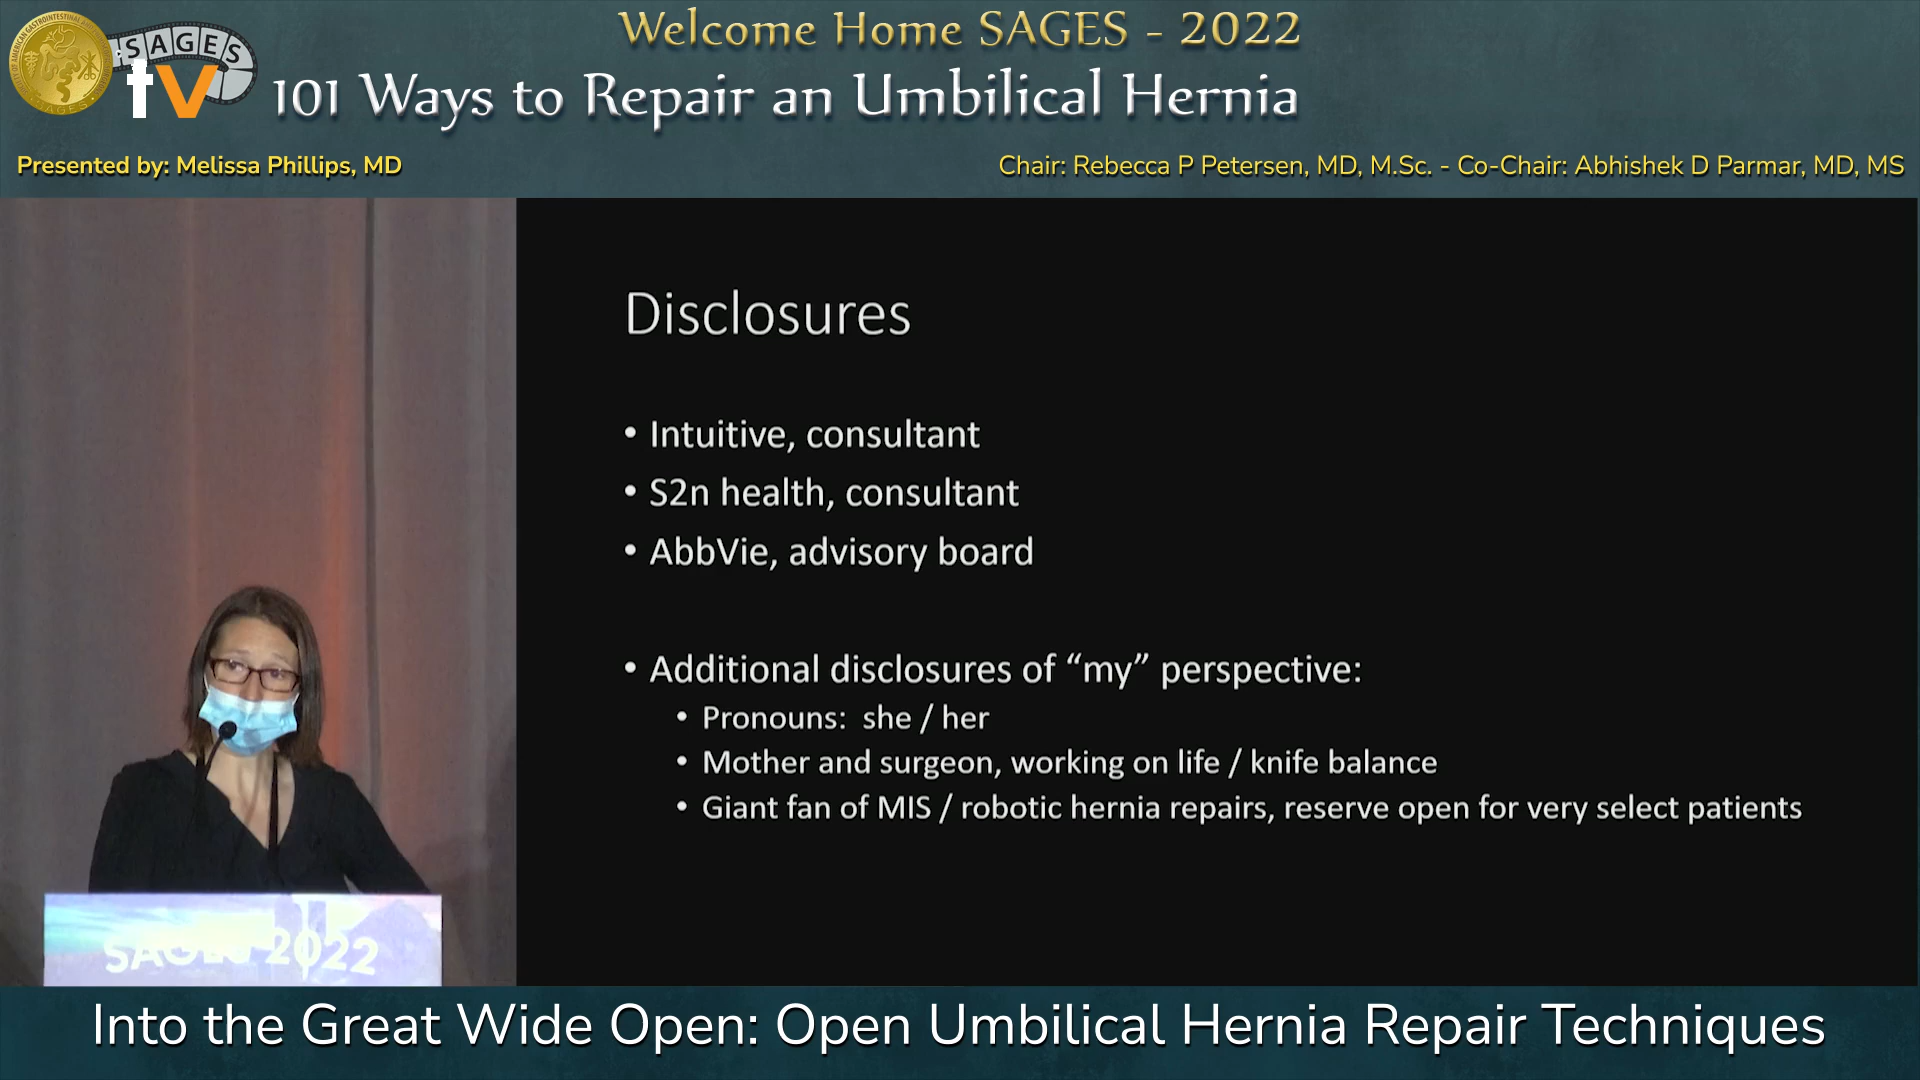 SAGES
tv
Welcome Home SAGES - 2022
101 Ways to Repair an Umbilical Hernia
Presented by: Melissa Phillips, MD
Chair: Rebecca P Petersen, MD, M.Sc. - Co-Chair: Abhishek D Parmar, MD, MS
Disclosures
• Intuitive, consultant
• S2n health, consultant
• AbbVie, advisory board
• Additional disclosures of “my” perspective:
• Pronouns: she / her
• Mother and surgeon, working on life / knife balance
• Giant fan of MIS / robotic hernia repairs, reserve open for very select patients
SAGES 2022
Into the Great Wide Open: Open Umbilical Hernia Repair Techniques